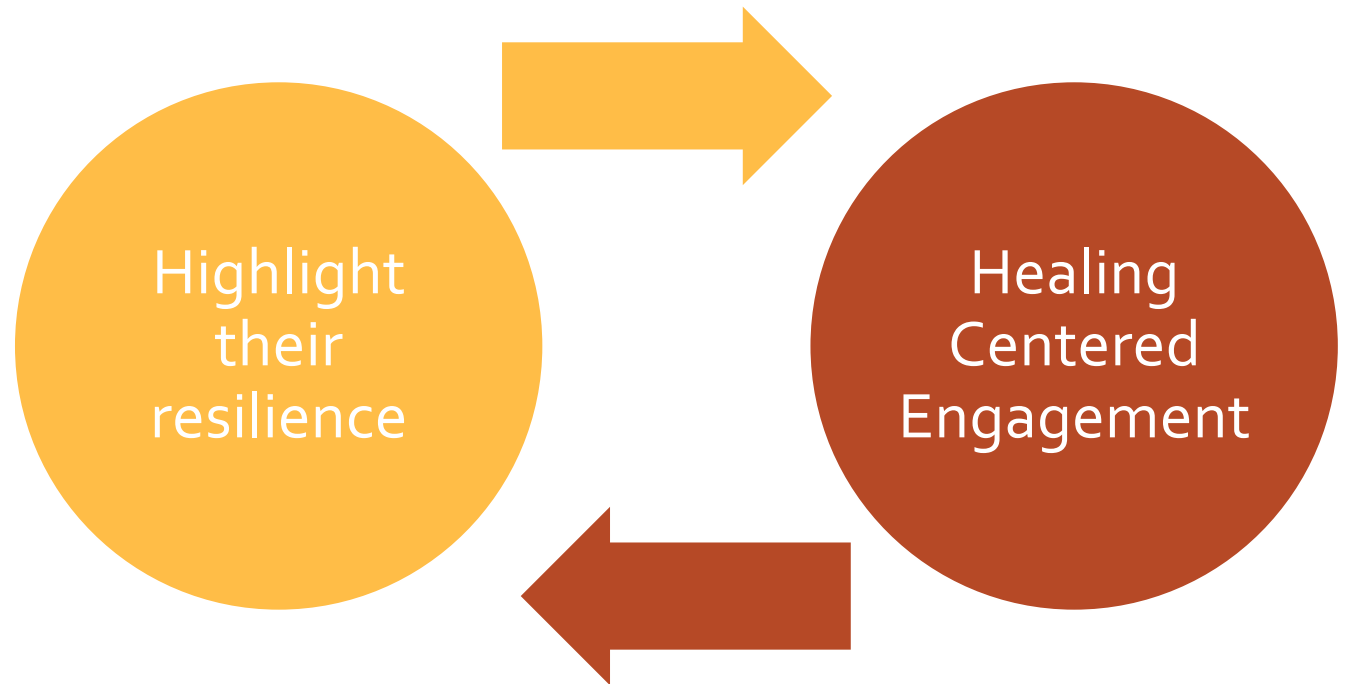 Highlight
their
resilience
Healing
Centered
Engagement